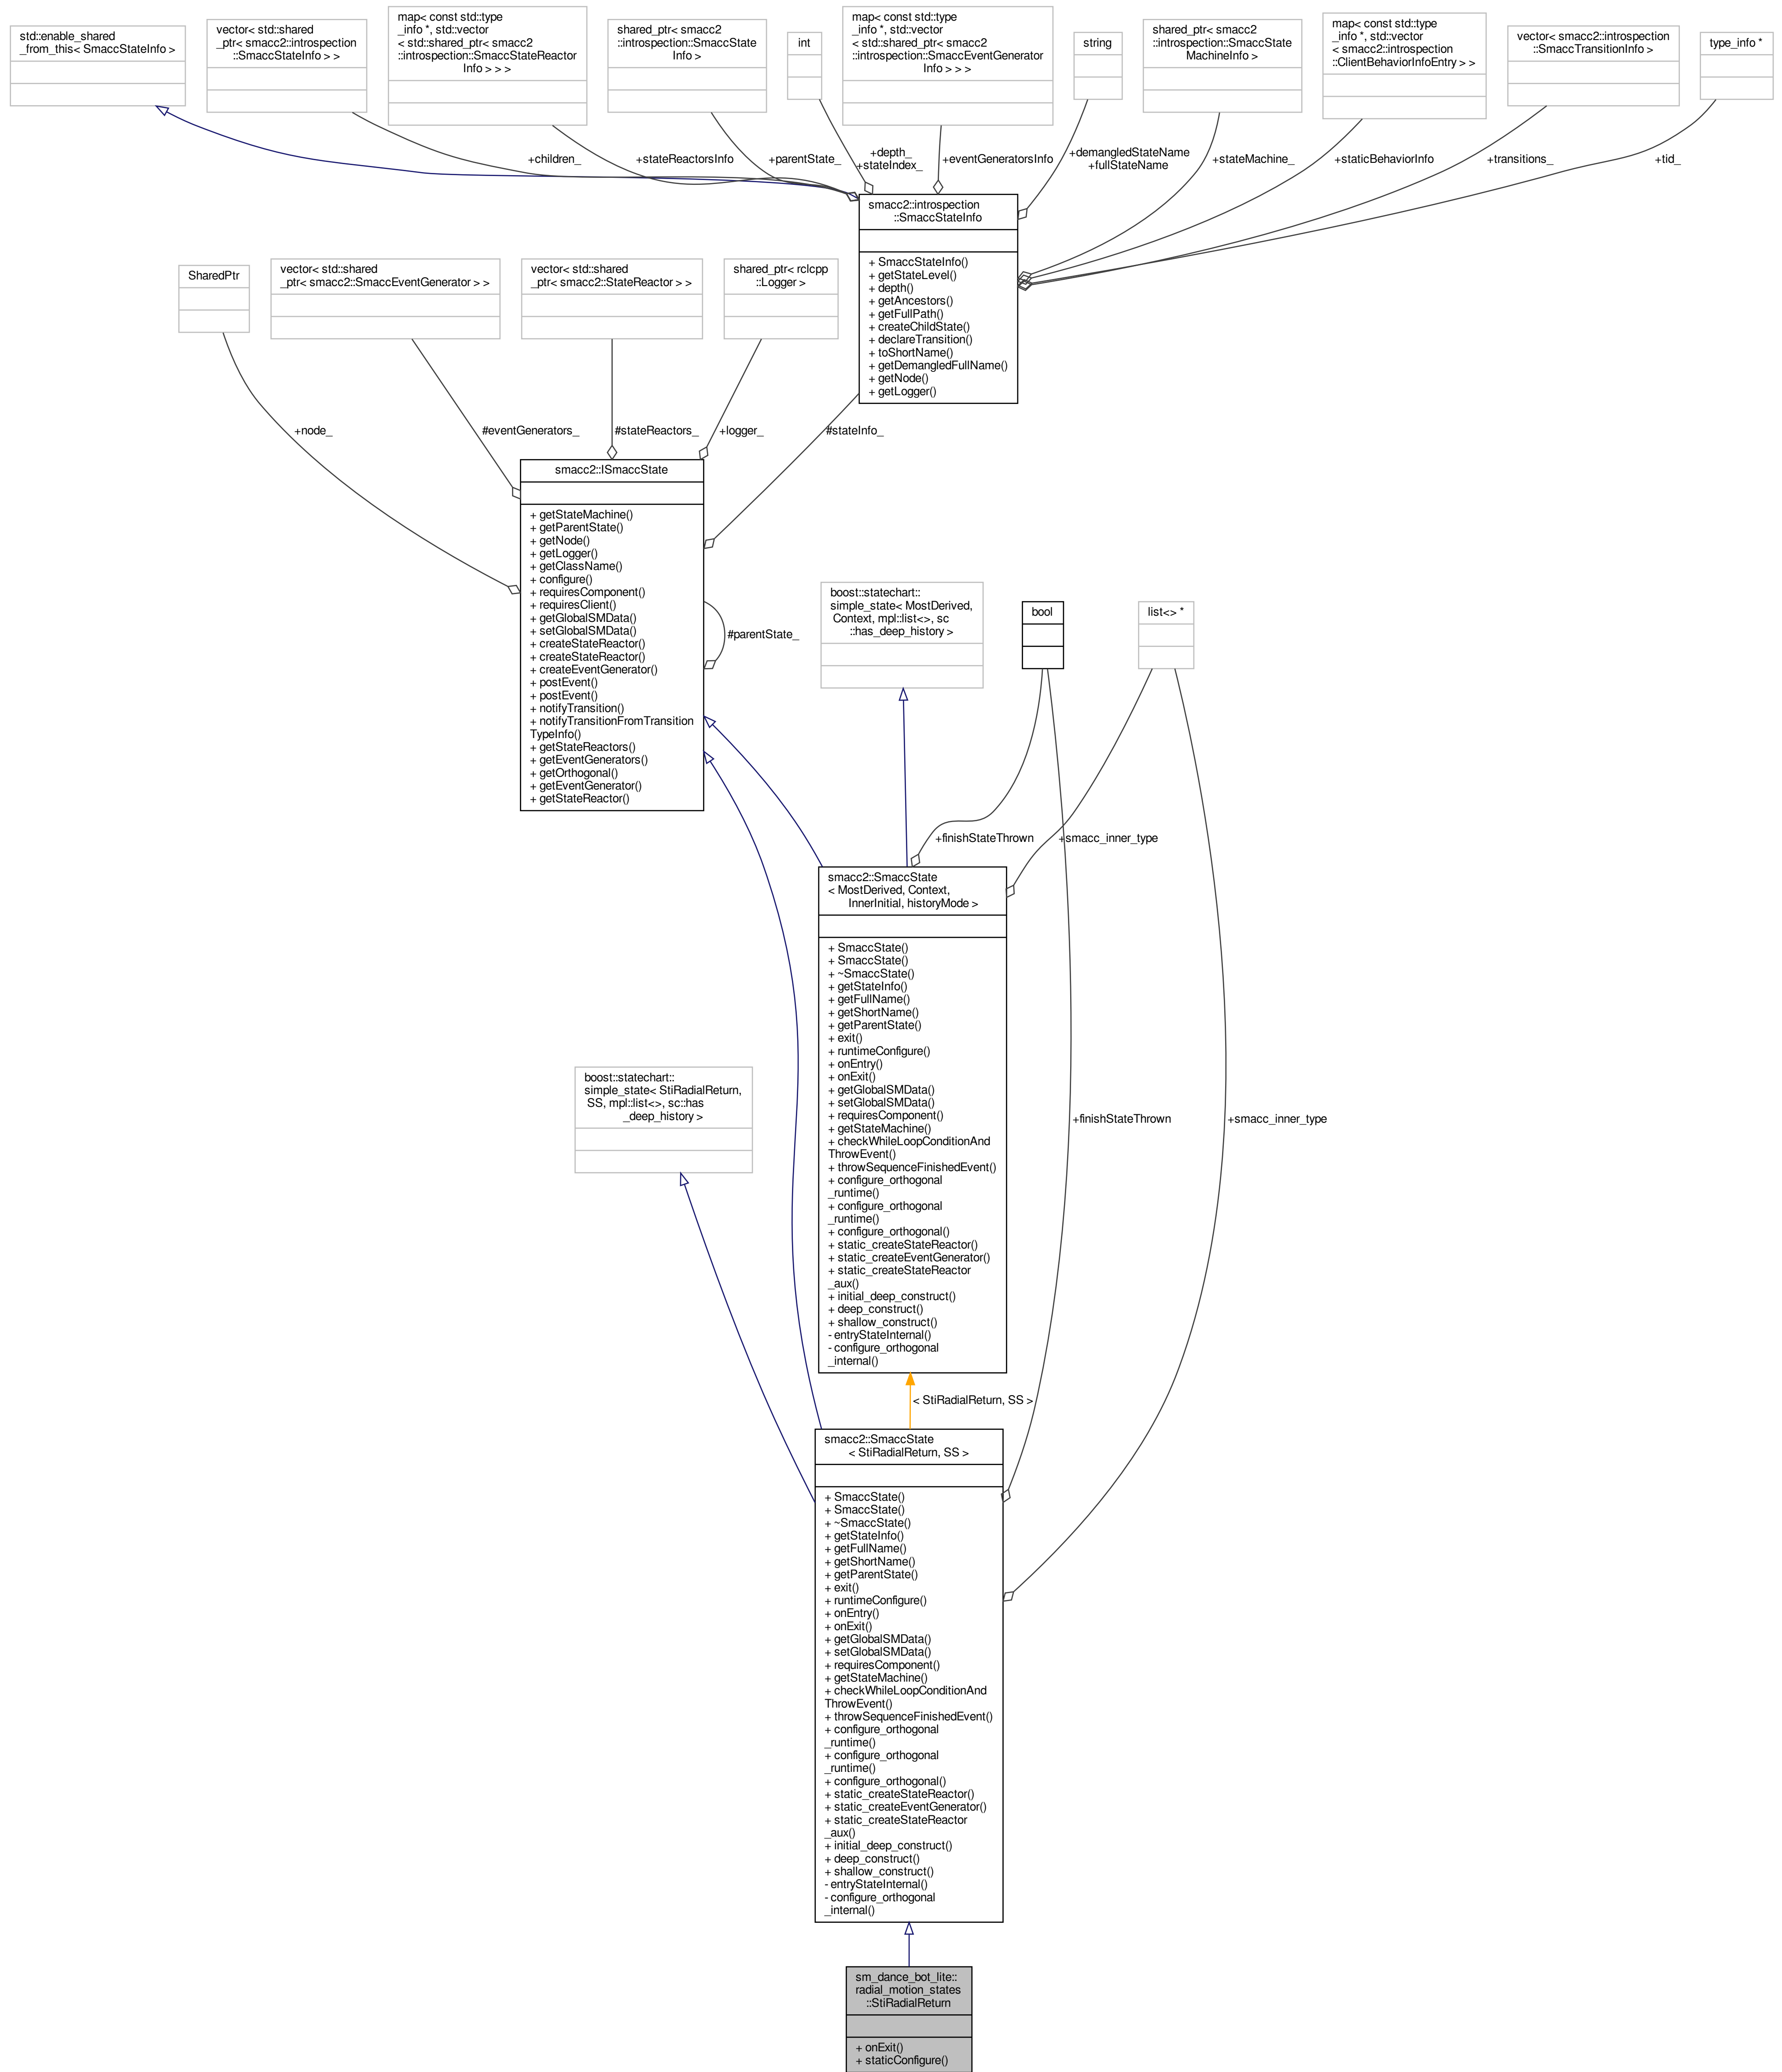 std::enable_shared
_from_this< SmaccStateInfo >
vector< std::shared
_ptr< smacc2::introspection
::SmaccStateInfo > >
map< const std::type
_info *, std::vector
< std::shared_ptr< smacc2
::introspection::SmaccStateReactor
Info > > >
shared_ptr< smacc2
::introspection::SmaccState
Info >
int
map< const std::type
_info *, std::vector
< std::shared_ptr< smacc2
::introspection::SmaccEventGenerator
Info > > >
string
shared_ptr< smacc2
::introspection::SmaccState
MachineInfo >
map< const std::type
_info *, std::vector
< smacc2::introspection
::ClientBehaviorInfoEntry > >
vector< smacc2::introspection
::SmaccTransitionInfo >
type_info *
+children_
+stateReactorsInfo
+parentState_
+depth_
+stateIndex_
+eventGeneratorsInfo
+demangledStateName
+fullStateName
+stateMachine_
+staticBehaviorInfo
+transitions_
+tid_
smacc2::introspection
::SmaccStateInfo
+ SmaccStateInfo()
+ getStateLevel()
+ depth()
+ getAncestors()
+ getFullPath()
+ createChildState()
+ declareTransition()
+ toShortName()
+ getDemangledFullName()
+ getNode()
+ getLogger()
SharedPtr
vector< std::shared
_ptr< smacc2::SmaccEventGenerator > >
vector< std::shared
_ptr< smacc2::StateReactor > >
shared_ptr< rclcpp
::Logger >
+node_
#eventGenerators_
#stateReactors_
+logger_
#stateInfo_
smacc2::ISmaccState
+ getStateMachine()
+ getParentState()
+ getNode()
+ getLogger()
+ getClassName()
+ configure()
+ requiresComponent()
+ requiresClient()
+ getGlobalSMData()
+ setGlobalSMData()
+ createStateReactor()
+ createStateReactor()
+ createEventGenerator()
+ postEvent()
+ postEvent()
+ notifyTransition()
+ notifyTransitionFromTransition
TypeInfo()
+ getStateReactors()
+ getEventGenerators()
+ getOrthogonal()
+ getEventGenerator()
+ getStateReactor()
#parentState_
boost::statechart::
simple_state< MostDerived,
Context, mpl::list<>, sc
::has_deep_history >
bool
list<> *
+finishStateThrown
+smacc_inner_type
smacc2::SmaccState
< MostDerived, Context,
InnerInitial, historyMode >
+ SmaccState()
+ SmaccState()
+ ~SmaccState()
+ getStateInfo()
+ getFullName()
+ getShortName()
+ getParentState()
+ exit()
+ runtimeConfigure()
+ onEntry()
+ onExit()
+ getGlobalSMData()
+ setGlobalSMData()
+ requiresComponent()
+ getStateMachine()
+ checkWhileLoopConditionAnd
ThrowEvent()
+ throwSequenceFinishedEvent()
+ configure_orthogonal
_runtime()
+ configure_orthogonal
_runtime()
+ configure_orthogonal()
+ static_createStateReactor()
+ static_createEventGenerator()
+ static_createStateReactor
_aux()
+ initial_deep_construct()
+ deep_construct()
+ shallow_construct()
- entryStateInternal()
- configure_orthogonal
_internal()
boost::statechart::
simple_state< StiRadialReturn,
SS, mpl::list<>, sc::has
_deep_history >
+finishStateThrown
+smacc_inner_type
< StiRadialReturn, SS >
smacc2::SmaccState
< StiRadialReturn, SS >
+ SmaccState()
+ SmaccState()
+ ~SmaccState()
+ getStateInfo()
+ getFullName()
+ getShortName()
+ getParentState()
+ exit()
+ runtimeConfigure()
+ onEntry()
+ onExit()
+ getGlobalSMData()
+ setGlobalSMData()
+ requiresComponent()
+ getStateMachine()
+ checkWhileLoopConditionAnd
ThrowEvent()
+ throwSequenceFinishedEvent()
+ configure_orthogonal
_runtime()
+ configure_orthogonal
_runtime()
+ configure_orthogonal()
+ static_createStateReactor()
+ static_createEventGenerator()
+ static_createStateReactor
_aux()
+ initial_deep_construct()
+ deep_construct()
+ shallow_construct()
- entryStateInternal()
- configure_orthogonal
_internal()
sm_dance_bot_lite::
radial_motion_states
::StiRadialReturn
+ onExit()
+ staticConfigure()